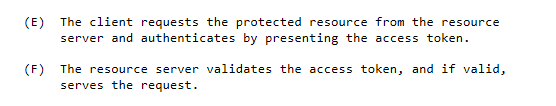 (E) The client requests the protected resource from the resource
server and authenticates by presenting the access token.
(F) The resource server validates the access token, and if valid,
serves the request.